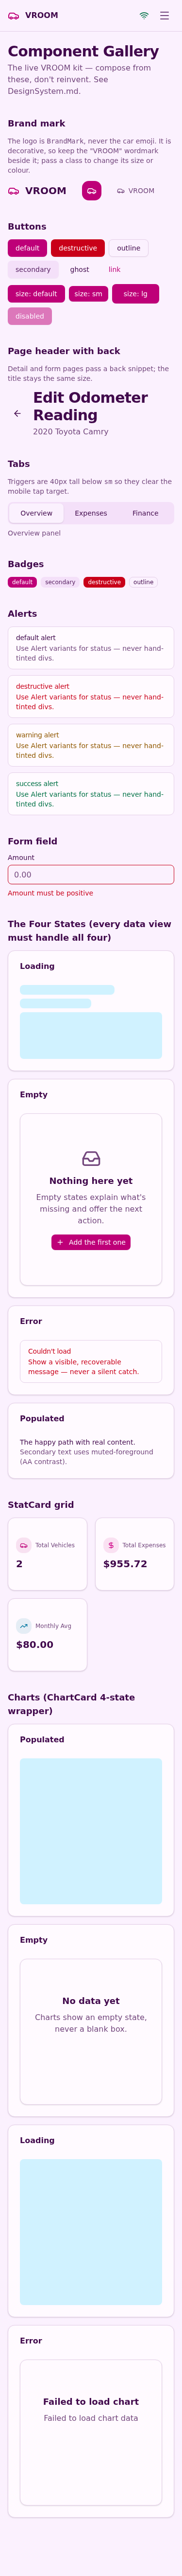 VROOM
Component Gallery
The live VROOM kit — compose from
these, don't reinvent. See
DesignSystem.md.
Brand mark
The logo is BrandMark, never the car emoji. It is
decorative, so keep the "VROOM" wordmark
beside it; pass a class to change its size or
colour.
VROOM VROOM
Buttons
default destructive outline
secondary ghost link
size: default size: sm size: lg
disabled
Page header with back
Detail and form pages pass a back snippet; the
title stays the same size.
Edit Odometer
Reading
2020 Toyota Camry
Tabs
Triggers are 40px tall below sm so they clear the
mobile tap target.
Overview Expenses Finance
Overview panel
Badges
default secondary destructive outline
Alerts
default alert
Use Alert variants for status — never hand-
tinted divs.
destructive alert
Use Alert variants for status — never hand-
tinted divs.
warning alert
Use Alert variants for status — never hand-
tinted divs.
success alert
Use Alert variants for status — never hand-
tinted divs.
Form field
Amount
0.00
Amount must be positive
The Four States (every data view
must handle all four)
Loading
Empty
Nothing here yet
Empty states explain what's
missing and offer the next
action.
Add the first one
Error
Couldn't load
Show a visible, recoverable
message — never a silent catch.
Populated
The happy path with real content.
Secondary text uses muted-foreground
(AA contrast).
StatCard grid
Total Vehicles
2
Total Expenses
$955.72
Monthly Avg
$80.00
Charts (ChartCard 4-state
wrapper)
Populated
Empty
No data yet
Charts show an empty state,
never a blank box.
Loading
Error
Failed to load chart
Failed to load chart data